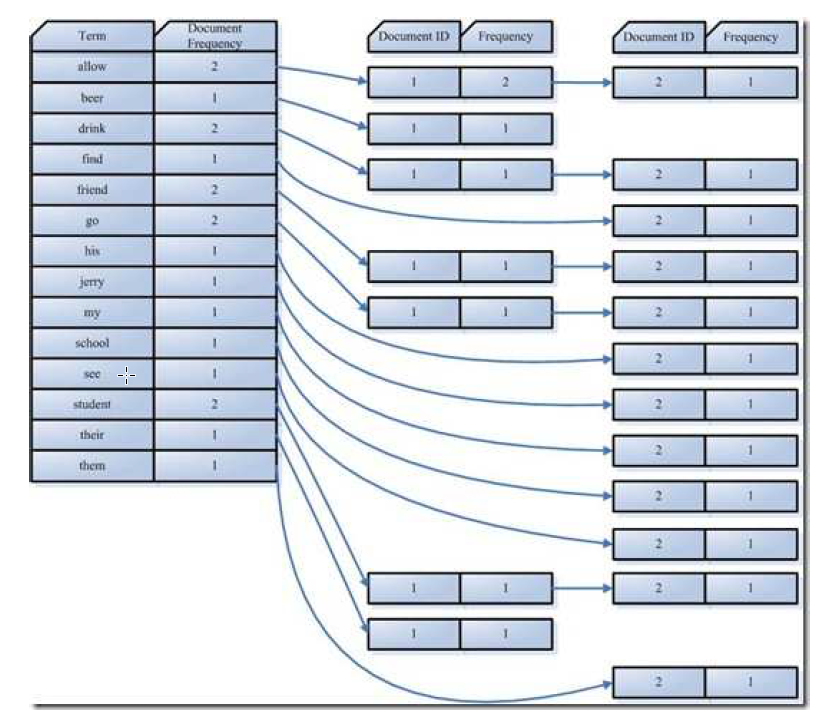 Term Document Frequency Document ID Frequency Document ID Frequency
allow 2 1 2 2 1
beer 1 1 1
drink 2 1 1 2 1
find 1 2 1
friend 2 1 1 2 1
go 2 1 1 2 1
his 1 2 1
jerry 1 2 1
my 1 2 1
school 1 2 1
see 1 2 1
student 2 1 1 2 1
their 1 1 1
them 1 2 1